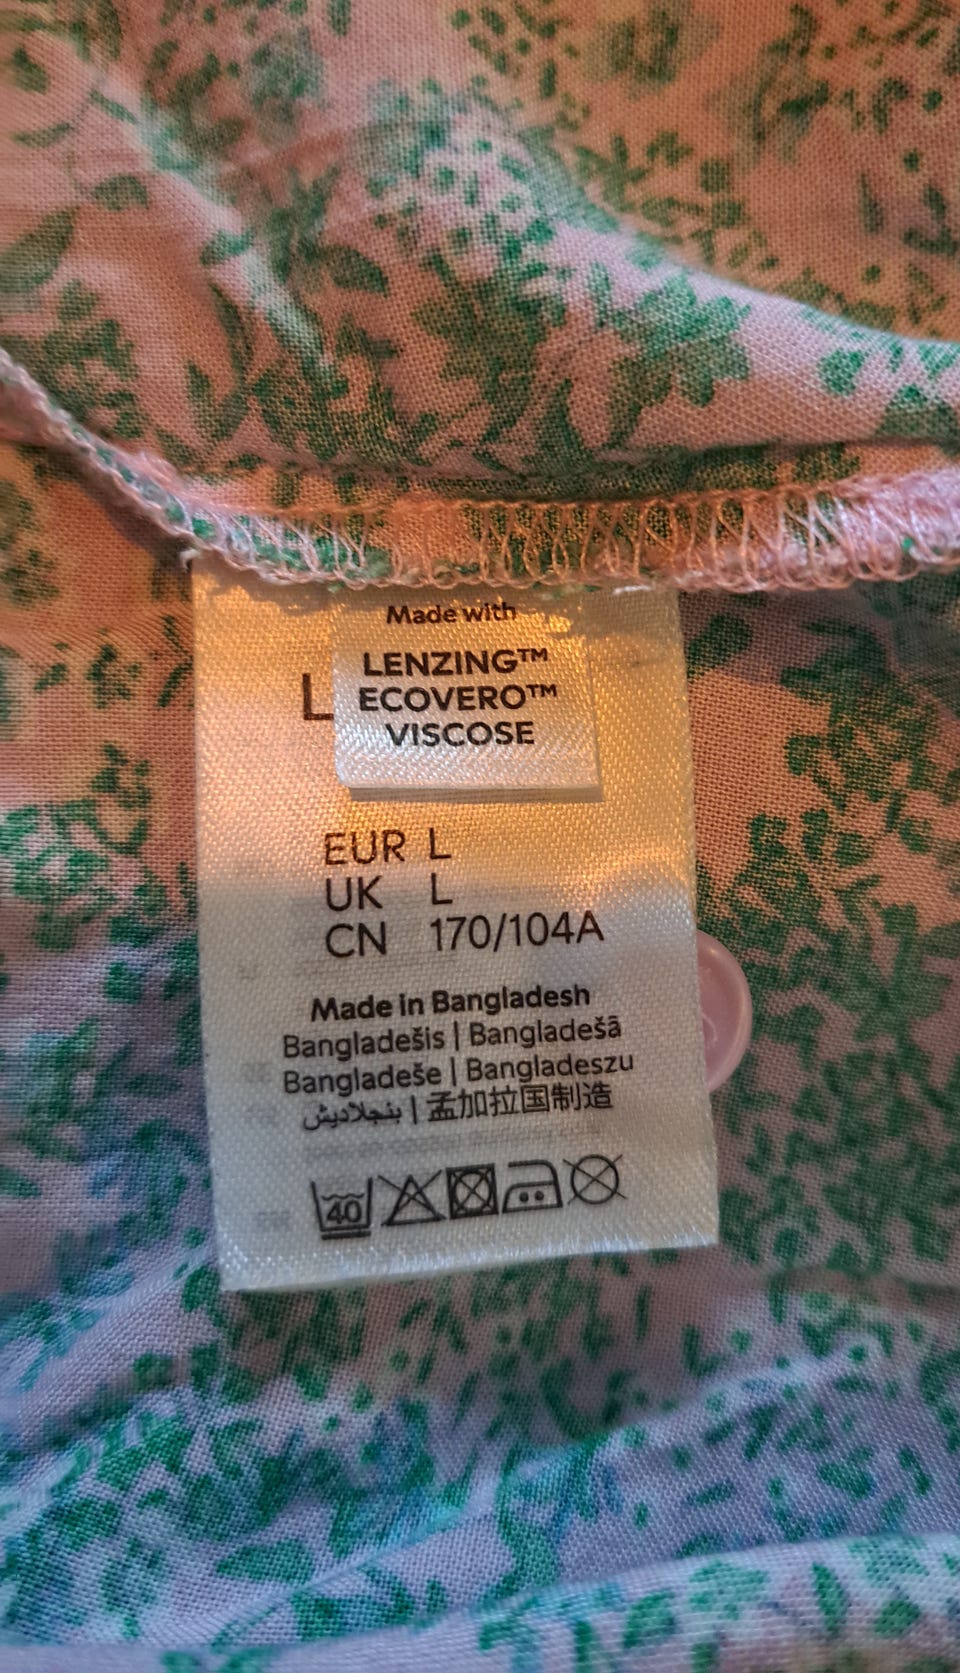 Made with
LENZING™
ECOVERO™
VISCOSE
L
EUR L
UK L
CN 170/104A
Made in Bangladesh
Bangladešis | Bangladešā
Bangladeše | Bangladeszu
بنجلاديش | 孟加拉国制造
40